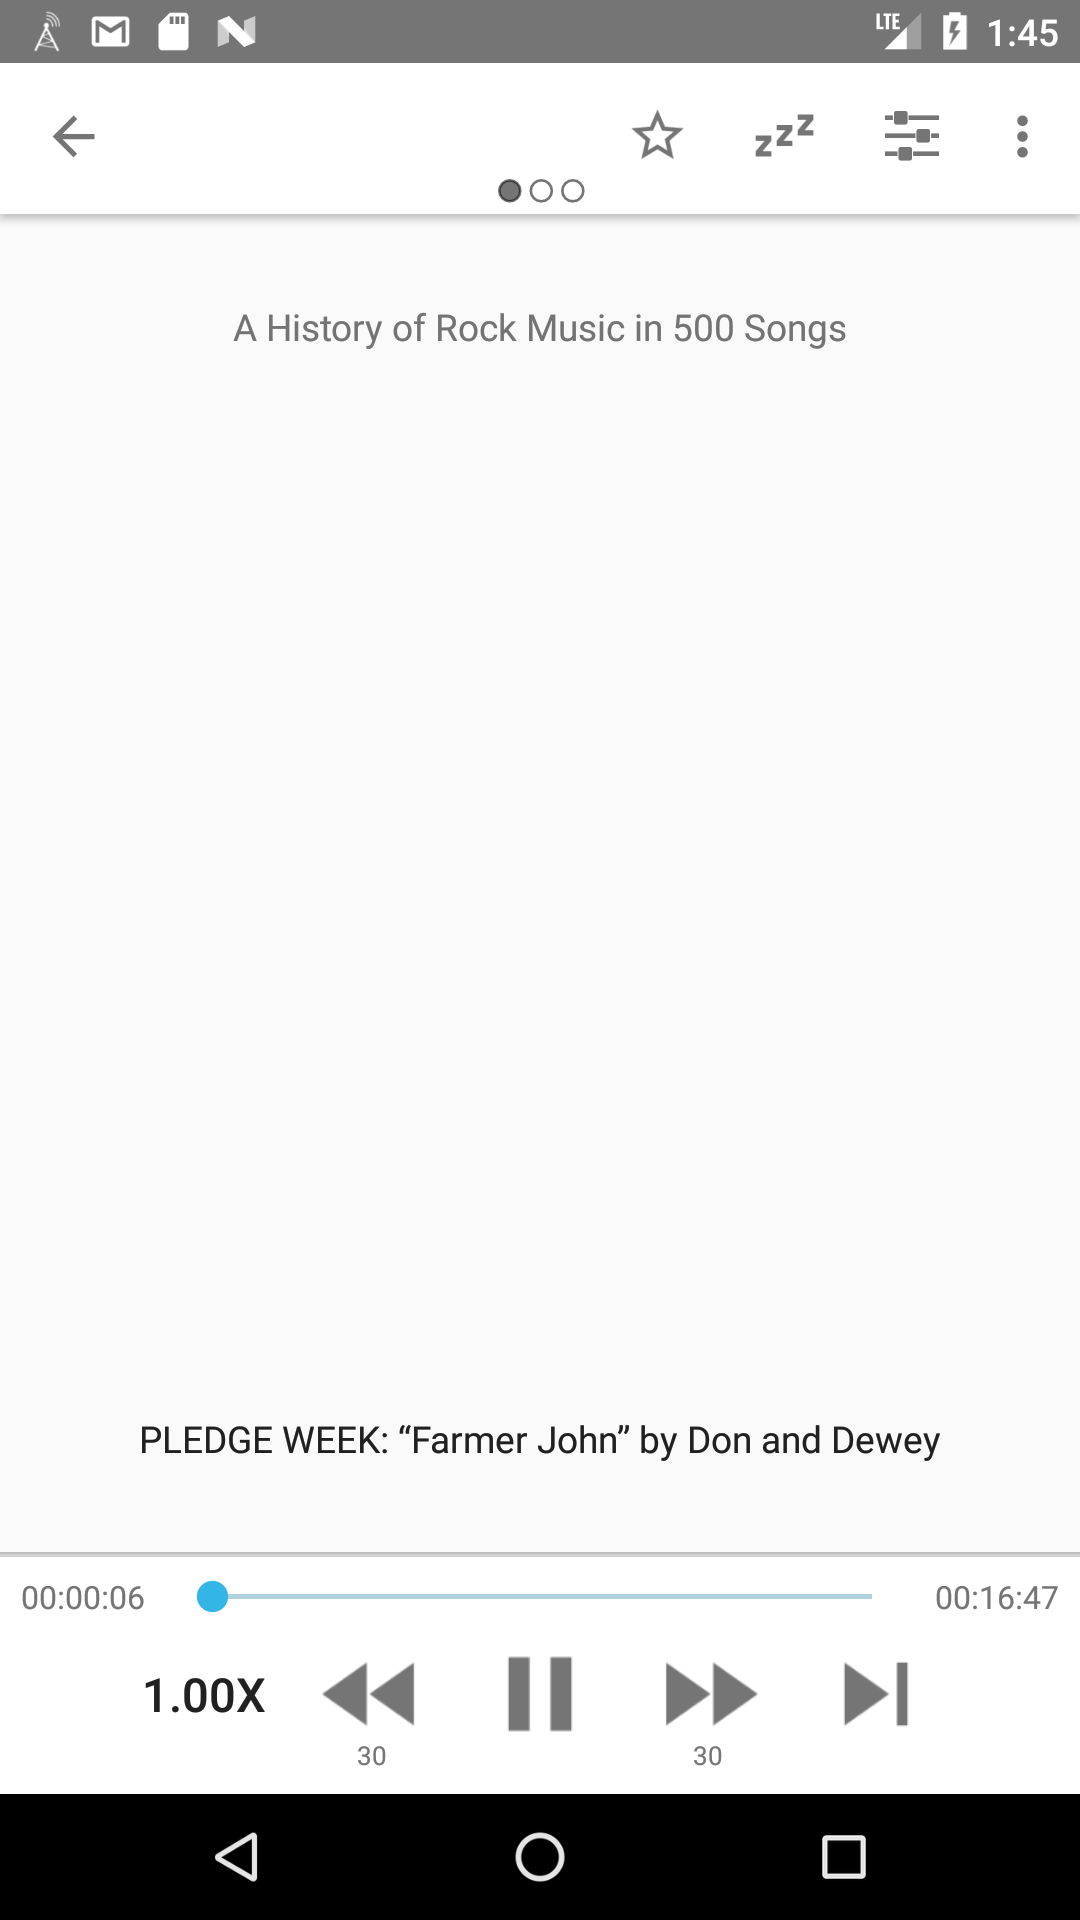 LTE 1:45
zzz
A History of Rock Music in 500 Songs
PLEDGE WEEK: “Farmer John” by Don and Dewey
00:00:06 00:16:47
1.00X
30 30